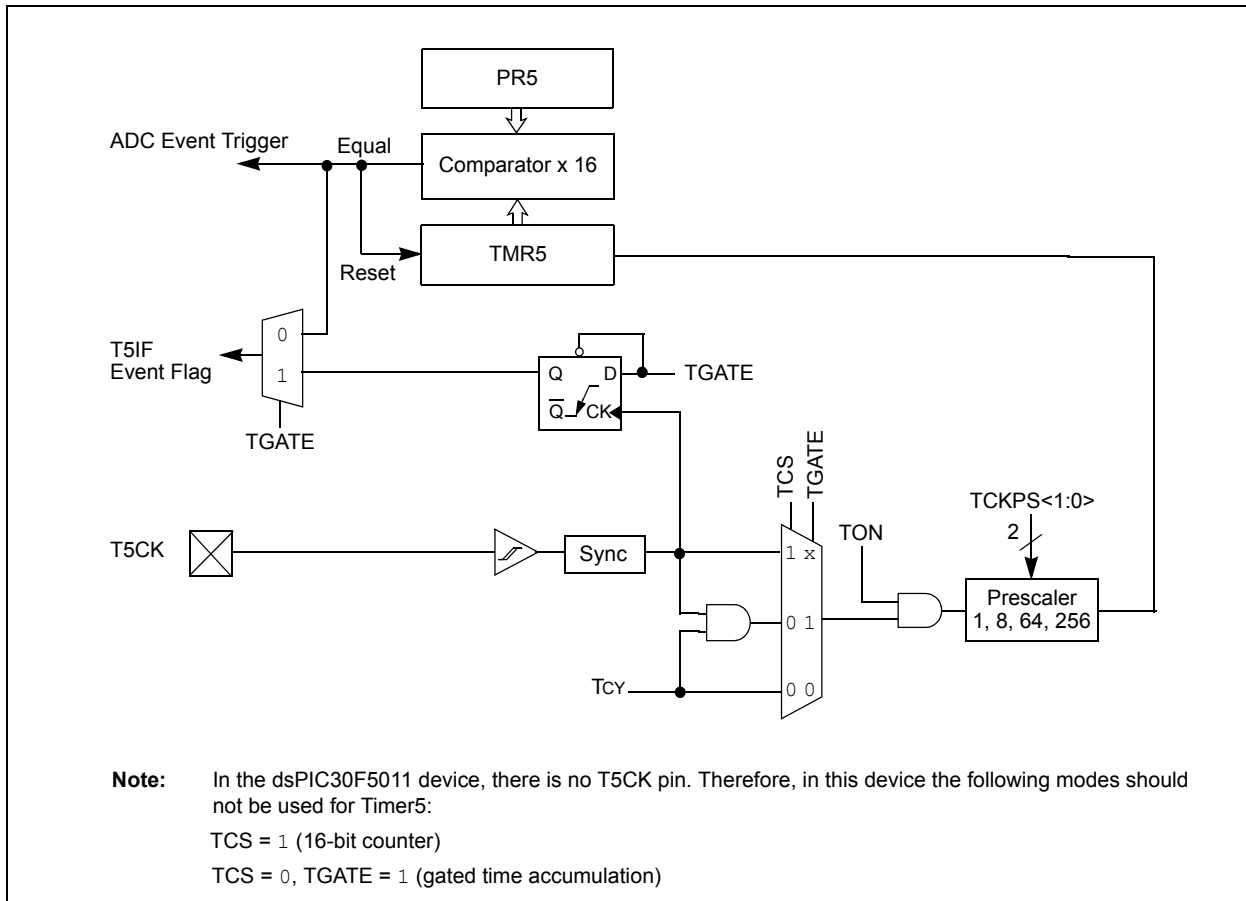 PR5
ADC Event Trigger
Equal
Comparator x 16
TMR5
Reset
0
T5IF
Event Flag
1
TGATE
Q D
TGATE
Q̅ CK
TCS
TGATE
TCKPS<1:0>
2
T5CK
Sync
1 x
TON
Prescaler
1, 8, 64, 256
0 1
TCY
0 0
Note: In the dsPIC30F5011 device, there is no T5CK pin. Therefore, in this device the following modes should
not be used for Timer5:
TCS = 1 (16-bit counter)
TCS = 0, TGATE = 1 (gated time accumulation)